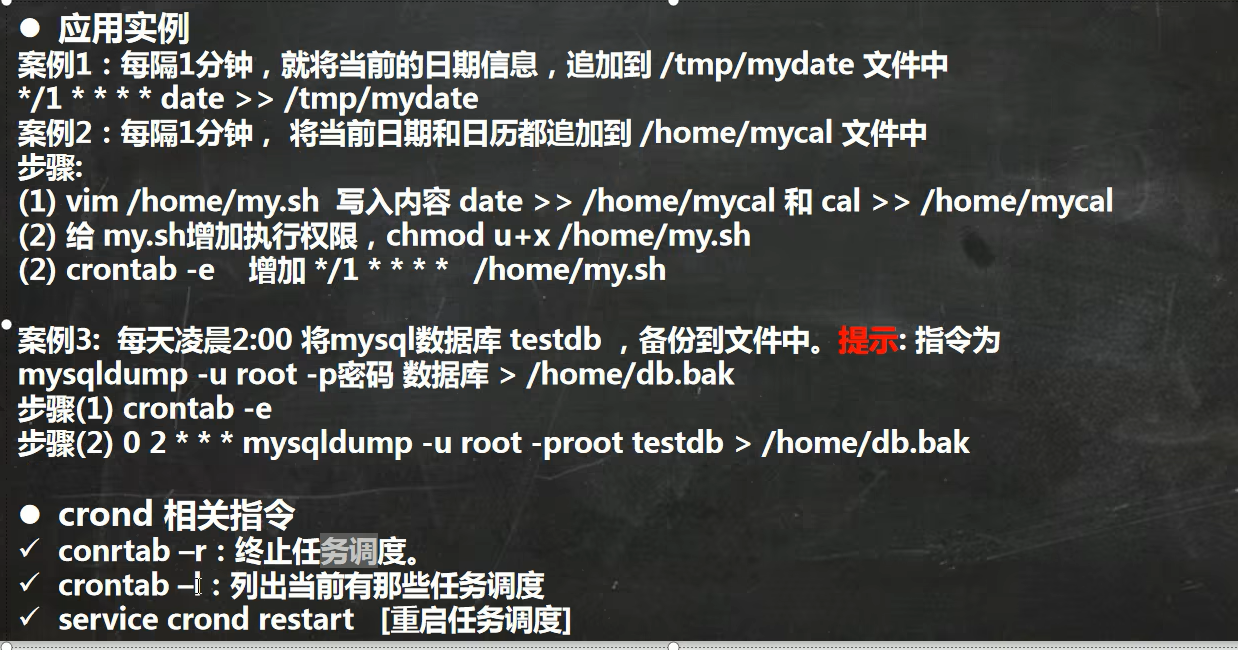 ● 应用实例
案例1：每隔1分钟，就将当前的日期信息，追加到 /tmp/mydate 文件中
*/1 * * * * date >> /tmp/mydate
案例2：每隔1分钟， 将当前日期和日历都追加到 /home/mycal 文件中
步骤:
(1) vim /home/my.sh 写入内容 date >> /home/mycal 和 cal >> /home/mycal
(2) 给 my.sh增加执行权限，chmod u+x /home/my.sh
(2) crontab -e 增加 */1 * * * * /home/my.sh
案例3: 每天凌晨2:00 将mysql数据库 testdb ，备份到文件中。提示: 指令为
mysqldump -u root -p密码 数据库 > /home/db.bak
步骤(1) crontab -e
步骤(2) 0 2 * * * mysqldump -u root -proot testdb > /home/db.bak
● crond 相关指令
✓ conrtab –r：终止任务调度。
✓ crontab –l：列出当前有那些任务调度
✓ service crond restart [重启任务调度]